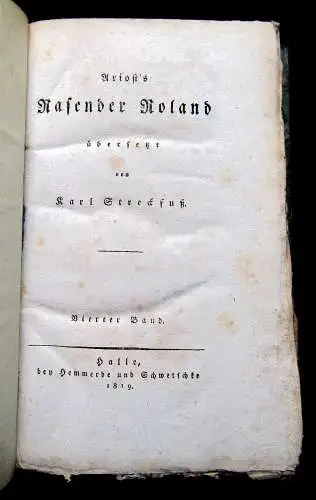 Ariost's
Rasender Roland
übersetzt
von
Karl Streckfuß.
Vierter Band.
Halle,
bey Hemmerde und Schwetschke
1819.